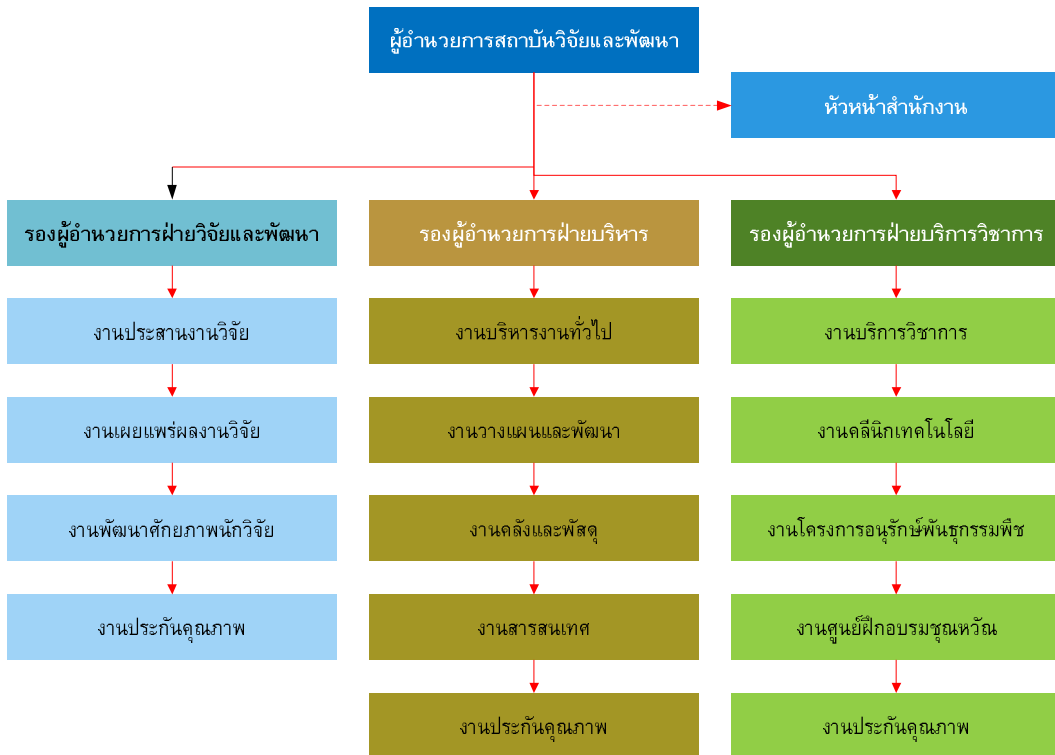 ผู้อำนวยการสถาบันวิจัยและพัฒนา
หัวหน้าสำนักงาน
รองผู้อำนวยการฝ่ายวิจัยและพัฒนา
รองผู้อำนวยการฝ่ายบริหาร
รองผู้อำนวยการฝ่ายบริการวิชาการ
งานประสานงานวิจัย
งานบริหารงานทั่วไป
งานบริการวิชาการ
งานเผยแพร่ผลงานวิจัย
งานวางแผนและพัฒนา
งานคลีนิกเทคโนโลยี
งานพัฒนาศักยภาพนักวิจัย
งานคลังและพัสดุ
งานโครงการอนุรักษ์พันธุกรรมพืช
งานประกันคุณภาพ
งานสารสนเทศ
งานศูนย์ฝึกอบรมชุณหวัณ
งานประกันคุณภาพ
งานประกันคุณภาพ